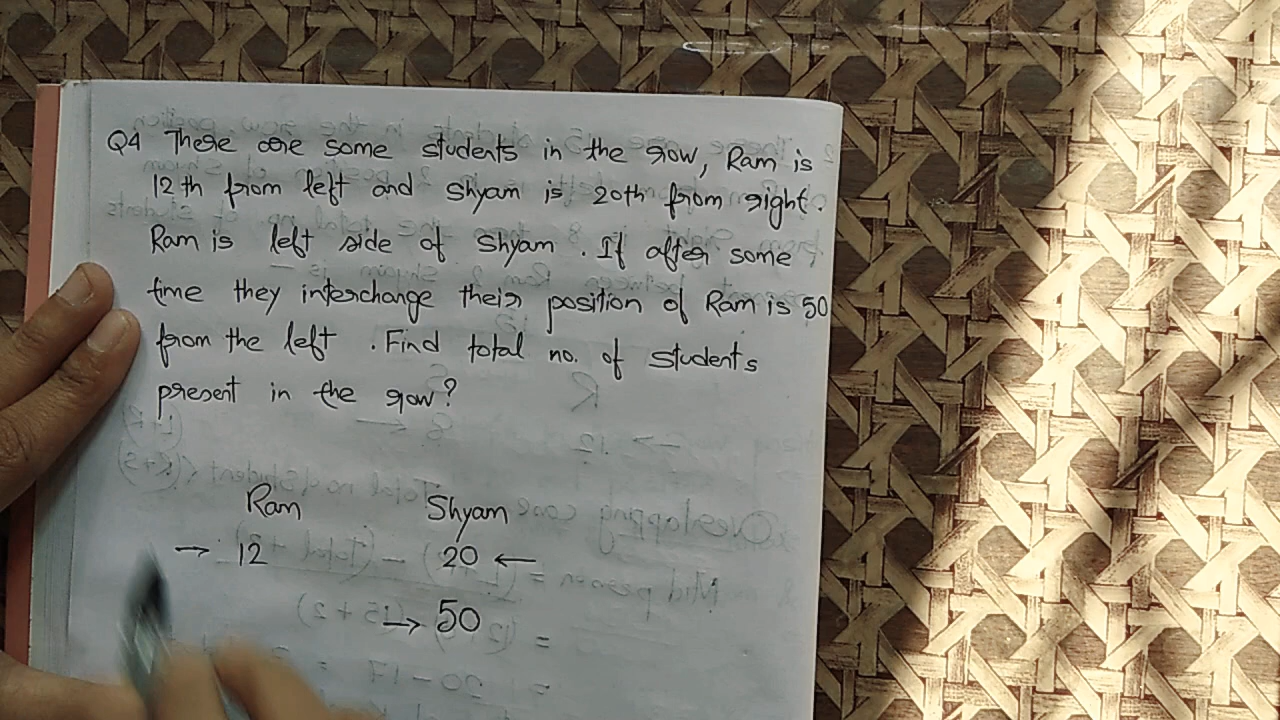 Q4 There are some students in the row, Ram is
12th from left and Shyam is 20th from right.
Ram is left side of Shyam . If after some
time they interchange their position of Ram is 50
from the left . Find total no. of students
present in the row?
Ram Shyam
→ 12 20 ←
→ 50